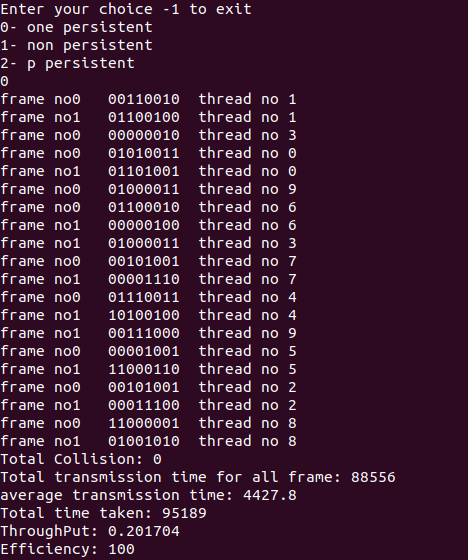 Enter your choice -1 to exit
0- one persistent
1- non persistent
2- p persistent
0
frame no0   00110010  thread no 1
frame no1   01100100  thread no 1
frame no0   00000010  thread no 3
frame no0   01010011  thread no 0
frame no1   01101001  thread no 0
frame no0   01000011  thread no 9
frame no0   01100010  thread no 6
frame no1   00000100  thread no 6
frame no1   01000011  thread no 3
frame no0   00101001  thread no 7
frame no1   00001110  thread no 7
frame no0   01110011  thread no 4
frame no1   10100100  thread no 4
frame no1   00111000  thread no 9
frame no0   00001001  thread no 5
frame no1   11000110  thread no 5
frame no0   00101001  thread no 2
frame no1   00011100  thread no 2
frame no0   11000001  thread no 8
frame no1   01001010  thread no 8
Total Collision: 0
Total transmission time for all frame: 88556
average transmission time: 4427.8
Total time taken: 95189
ThroughPut: 0.201704
Efficiency: 100